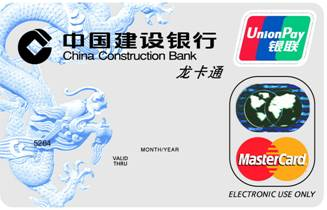 中国建设银行
China Construction Bank
龙卡通
UnionPay
银联
5264
MONTH/YEAR
VALID
THRU
MasterCard
ELECTRONIC USE ONLY